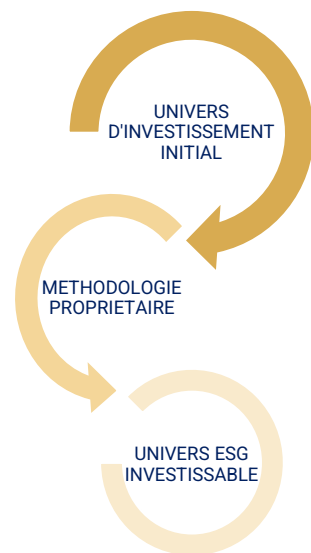 UNIVERS
D'INVESTISSEMENT
INITIAL
METHODOLOGIE
PROPRIETAIRE
UNIVERS ESG
INVESTISSABLE